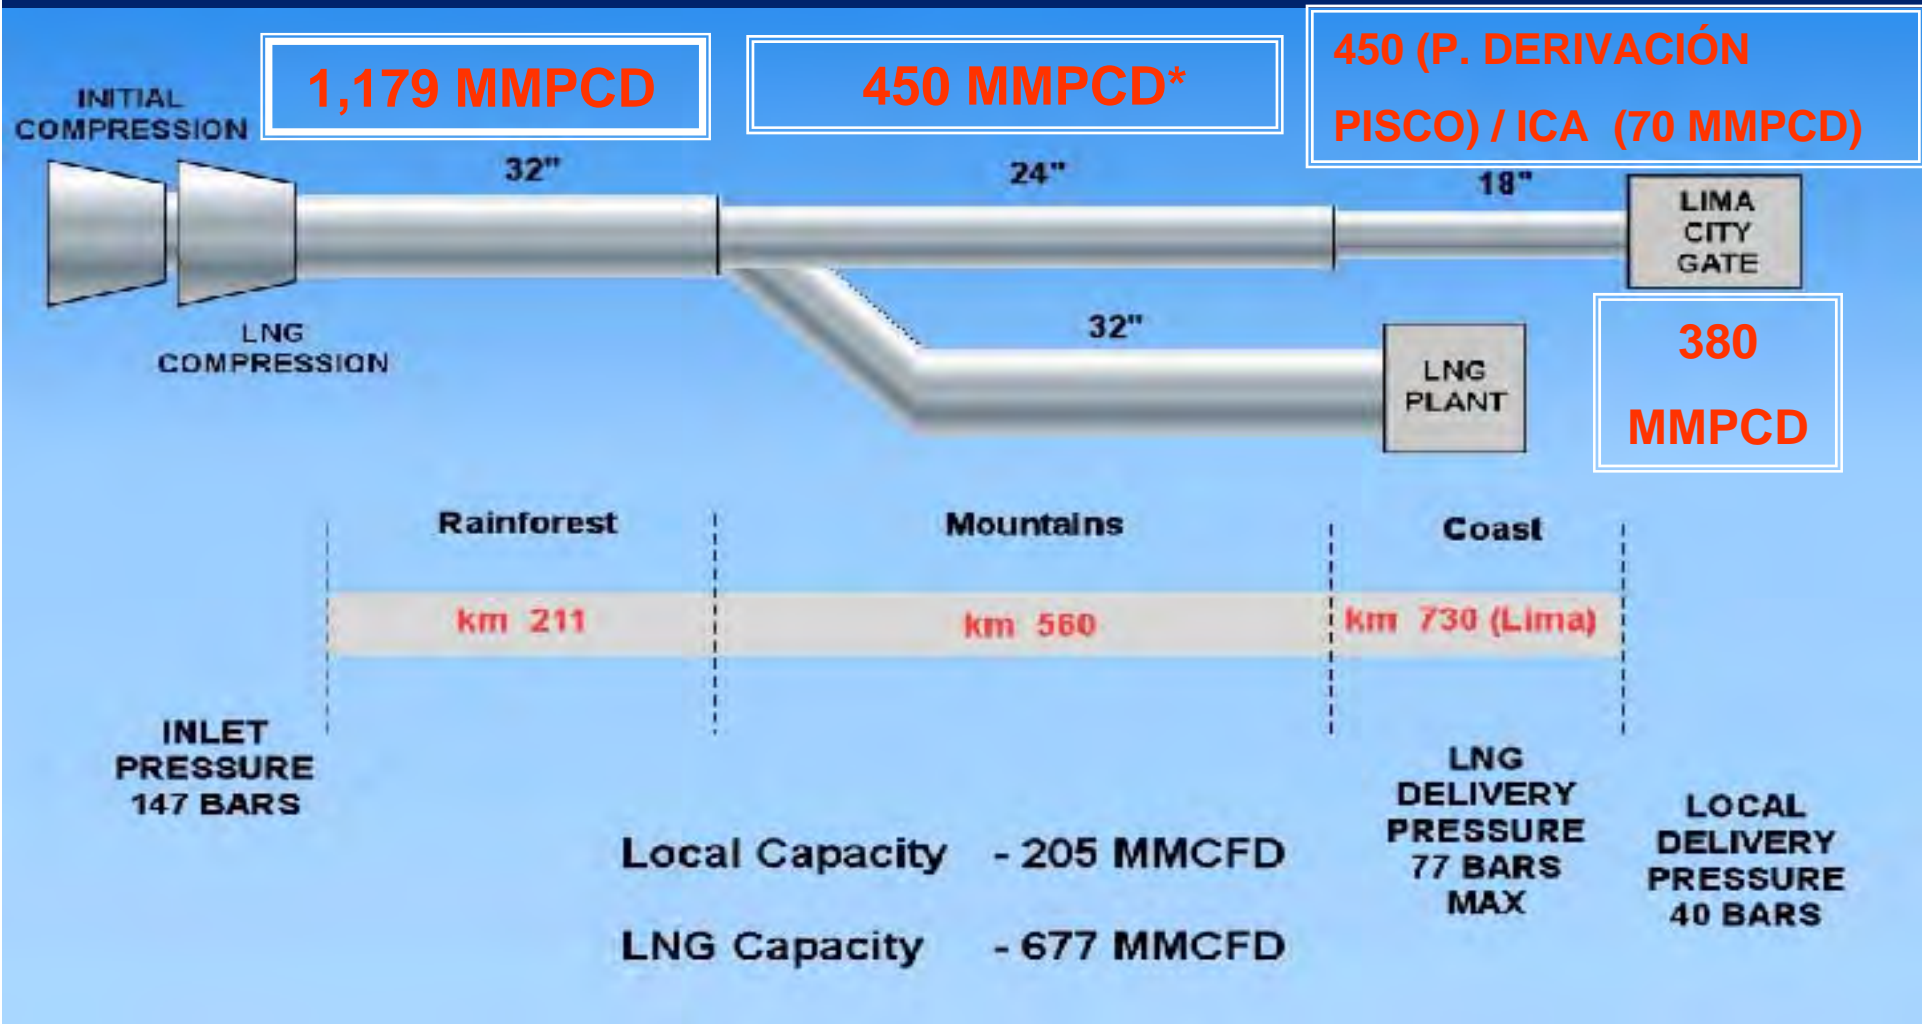 INITIAL
COMPRESSION
1,179 MMPCD
450 MMPCD*
450 (P. DERIVACIÓN
PISCO) / ICA (70 MMPCD)
32"
24"
18"
LIMA
CITY
GATE
LNG
COMPRESSION
32"
LNG
PLANT
380
MMPCD
Rainforest
Mountains
Coast
km 211
km 560
km 730 (Lima)
INLET
PRESSURE
147 BARS
LNG
DELIVERY
PRESSURE
77 BARS
MAX
LOCAL
DELIVERY
PRESSURE
40 BARS
Local Capacity - 205 MMCFD
LNG Capacity - 677 MMCFD